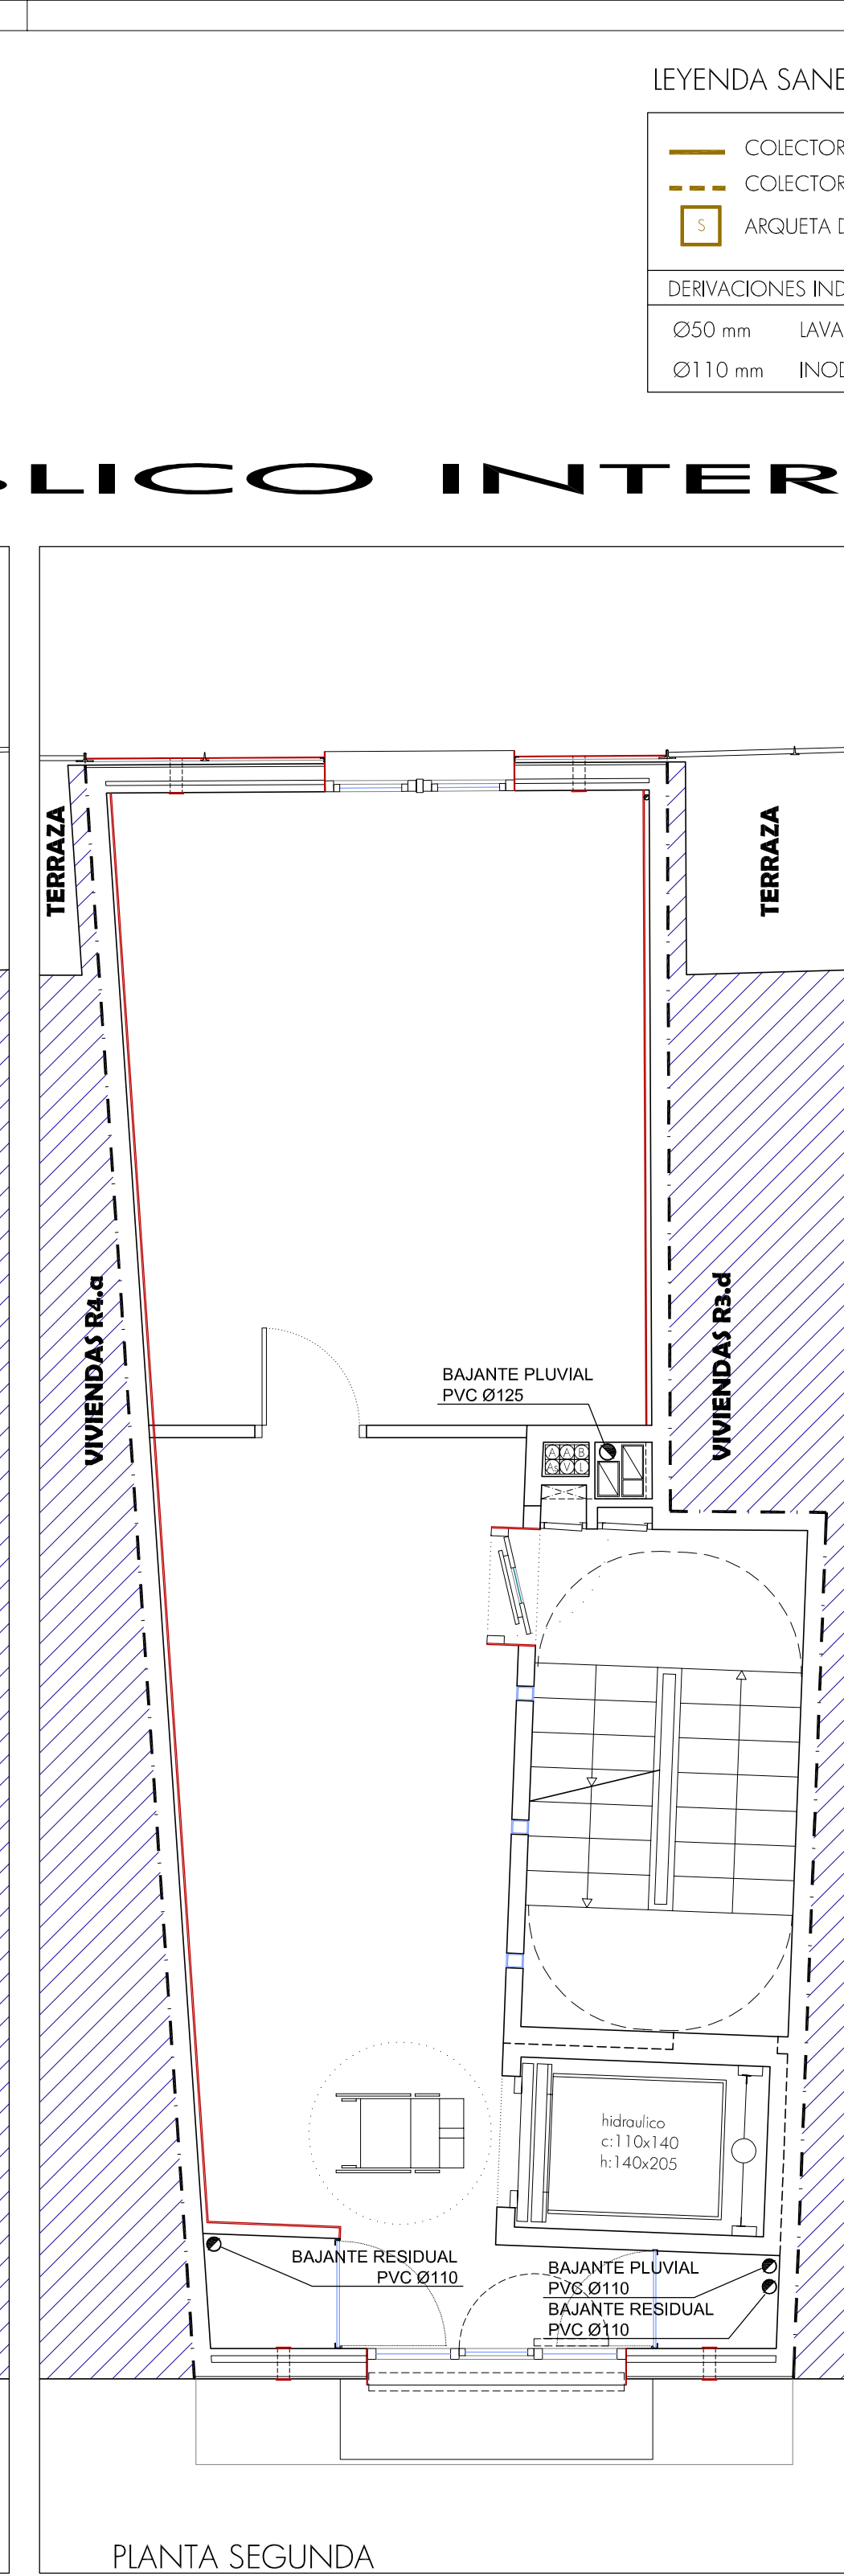 LEYENDA SANE
COLECTOR
COLECTOR
S ARQUETA D
DERIVACIONES IND
Ø50 mm LAVA
Ø110 mm INOD
LICO INTER
TERRAZA
TERRAZA
VIVIENDAS R4.a
VIVIENDAS R3.d
BAJANTE PLUVIAL
PVC Ø125
A A B
As V L
hidraulico
c:110x140
h:140x205
BAJANTE RESIDUAL
PVC Ø110
BAJANTE PLUVIAL
PVC Ø110
BAJANTE RESIDUAL
PVC Ø110
PLANTA SEGUNDA